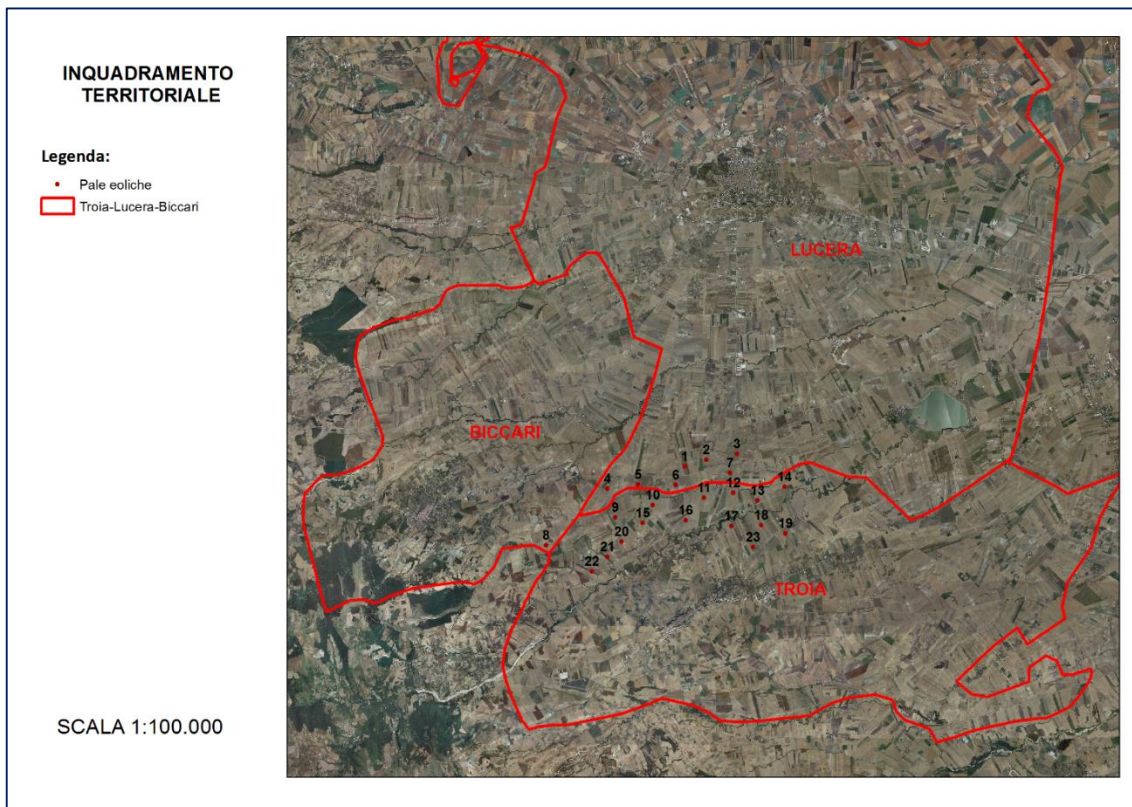 INQUADRAMENTO
TERRITORIALE
Legenda:
Pale eoliche
Troia-Lucera-Biccari
SCALA 1:100.000
LUCERA
BICCARI
3
2
1
7
6
5
4
14
12
11
13
10
9
15
16
17
18
19
20
23
8
21
22
TROIA